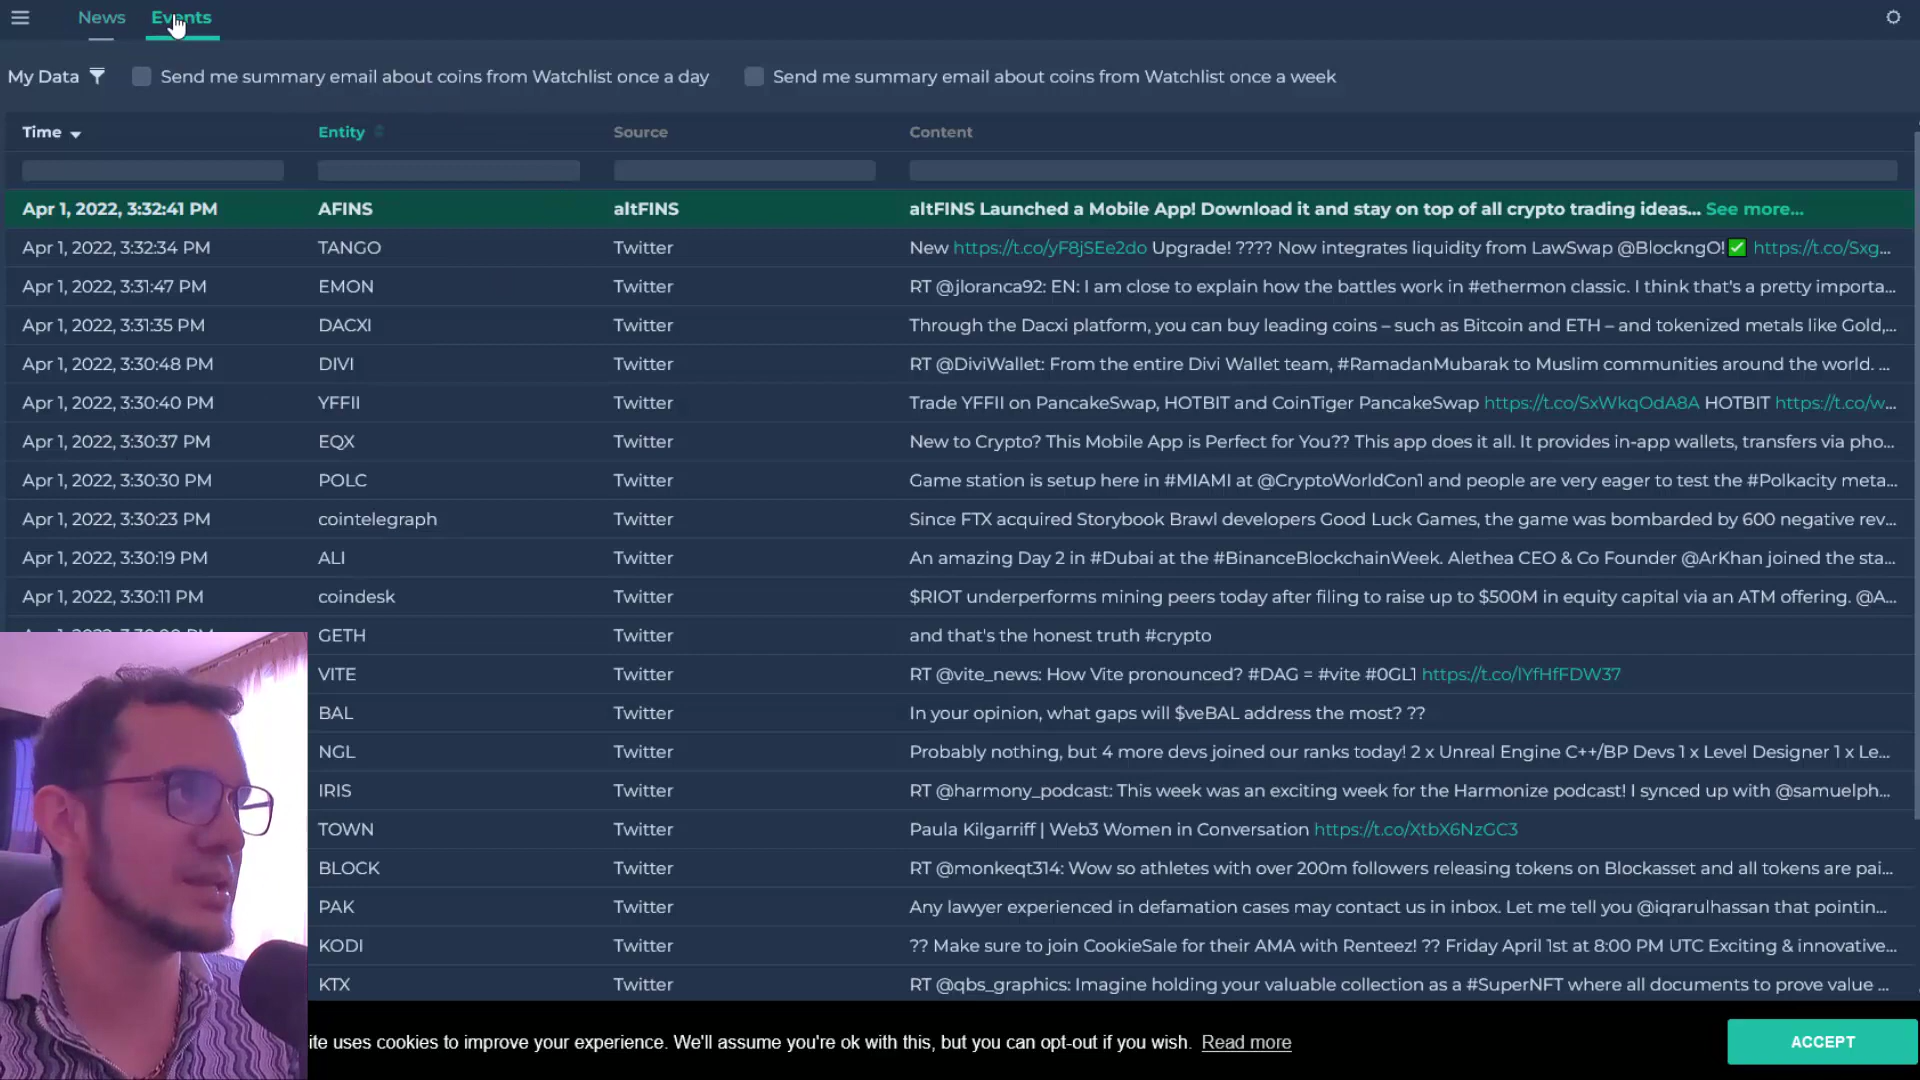 News Events
My Data Send me summary email about coins from Watchlist once a day Send me summary email about coins from Watchlist once a week
Time Entity Source Content
Apr 1, 2022, 3:32:41 PM AFINS altFINS altFINS Launched a Mobile App! Download it and stay on top of all crypto trading ideas... See more...
Apr 1, 2022, 3:32:34 PM TANGO Twitter New https://t.co/yF8jSEe2do Upgrade! ???? Now integrates liquidity from LawSwap @BlockngO!✅ https://t.co/Sxg...
Apr 1, 2022, 3:31:47 PM EMON Twitter RT @jloranca92: EN: I am close to explain how the battles work in #ethermon classic. I think that's a pretty importa...
Apr 1, 2022, 3:31:35 PM DACXI Twitter Through the Dacxi platform, you can buy leading coins – such as Bitcoin and ETH – and tokenized metals like Gold,...
Apr 1, 2022, 3:30:48 PM DIVI Twitter RT @DiviWallet: From the entire Divi Wallet team, #RamadanMubarak to Muslim communities around the world. ...
Apr 1, 2022, 3:30:40 PM YFFII Twitter Trade YFFII on PancakeSwap, HOTBIT and CoinTiger PancakeSwap https://t.co/SxWkqOdA8A HOTBIT https://t.co/w...
Apr 1, 2022, 3:30:37 PM EQX Twitter New to Crypto? This Mobile App is Perfect for You?? This app does it all. It provides in-app wallets, transfers via pho...
Apr 1, 2022, 3:30:30 PM POLC Twitter Game station is setup here in #MIAMI at @CryptoWorldCon1 and people are very eager to test the #Polkacity meta...
Apr 1, 2022, 3:30:23 PM cointelegraph Twitter Since FTX acquired Storybook Brawl developers Good Luck Games, the game was bombarded by 600 negative rev...
Apr 1, 2022, 3:30:19 PM ALI Twitter An amazing Day 2 in #Dubai at the #BinanceBlockchainWeek. Alethea CEO & Co Founder @ArKhan joined the sta...
Apr 1, 2022, 3:30:11 PM coindesk Twitter $RIOT underperforms mining peers today after filing to raise up to $500M in equity capital via an ATM offering. @A...
GETH Twitter and that's the honest truth #crypto
VITE Twitter RT @vite_news: How Vite pronounced? #DAG = #vite #0GL1 https://t.co/lYfHfFDW37
BAL Twitter In your opinion, what gaps will $veBAL address the most? ??
NGL Twitter Probably nothing, but 4 more devs joined our ranks today! 2 x Unreal Engine C++/BP Devs 1 x Level Designer 1 x Le...
IRIS Twitter RT @harmony_podcast: This week was an exciting week for the Harmonize podcast! I synced up with @samuelph...
TOWN Twitter Paula Kilgarriff | Web3 Women in Conversation https://t.co/XtbX6NzGC3
BLOCK Twitter RT @monkeqt314: Wow so athletes with over 200m followers releasing tokens on Blockasset and all tokens are pai...
PAK Twitter Any lawyer experienced in defamation cases may contact us in inbox. Let me tell you @iqrarulhassan that pointin...
KODI Twitter ?? Make sure to join CookieSale for their AMA with Renteez! ?? Friday April 1st at 8:00 PM UTC Exciting & innovative...
KTX Twitter RT @qbs_graphics: Imagine holding your valuable collection as a #SuperNFT where all documents to prove value ...
ite uses cookies to improve your experience. We'll assume you're ok with this, but you can opt-out if you wish. Read more ACCEPT